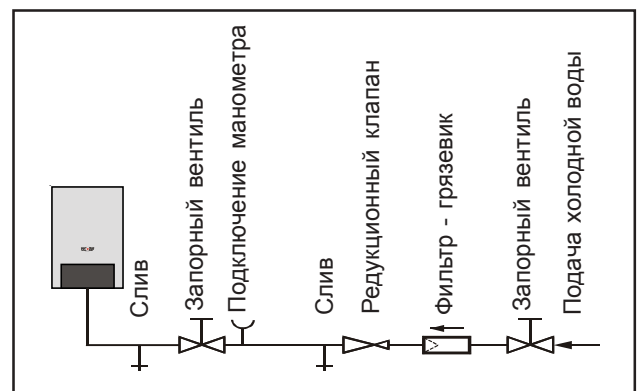 Слив
Запорный вентиль
Подключение манометра
Слив
Редукционный клапан
Фильтр - грязевик
Запорный вентиль
Подача холодной воды